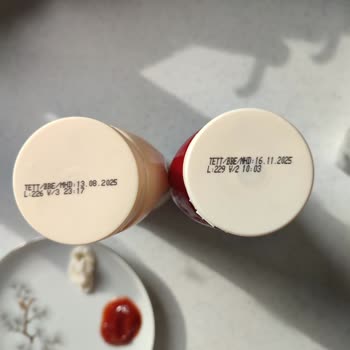 TETT/BBE/MHD:13.08.2025
L:226 V/3 23:17
TETT/BBE/MHD:16.11.2025
L:229 V/2 10:03